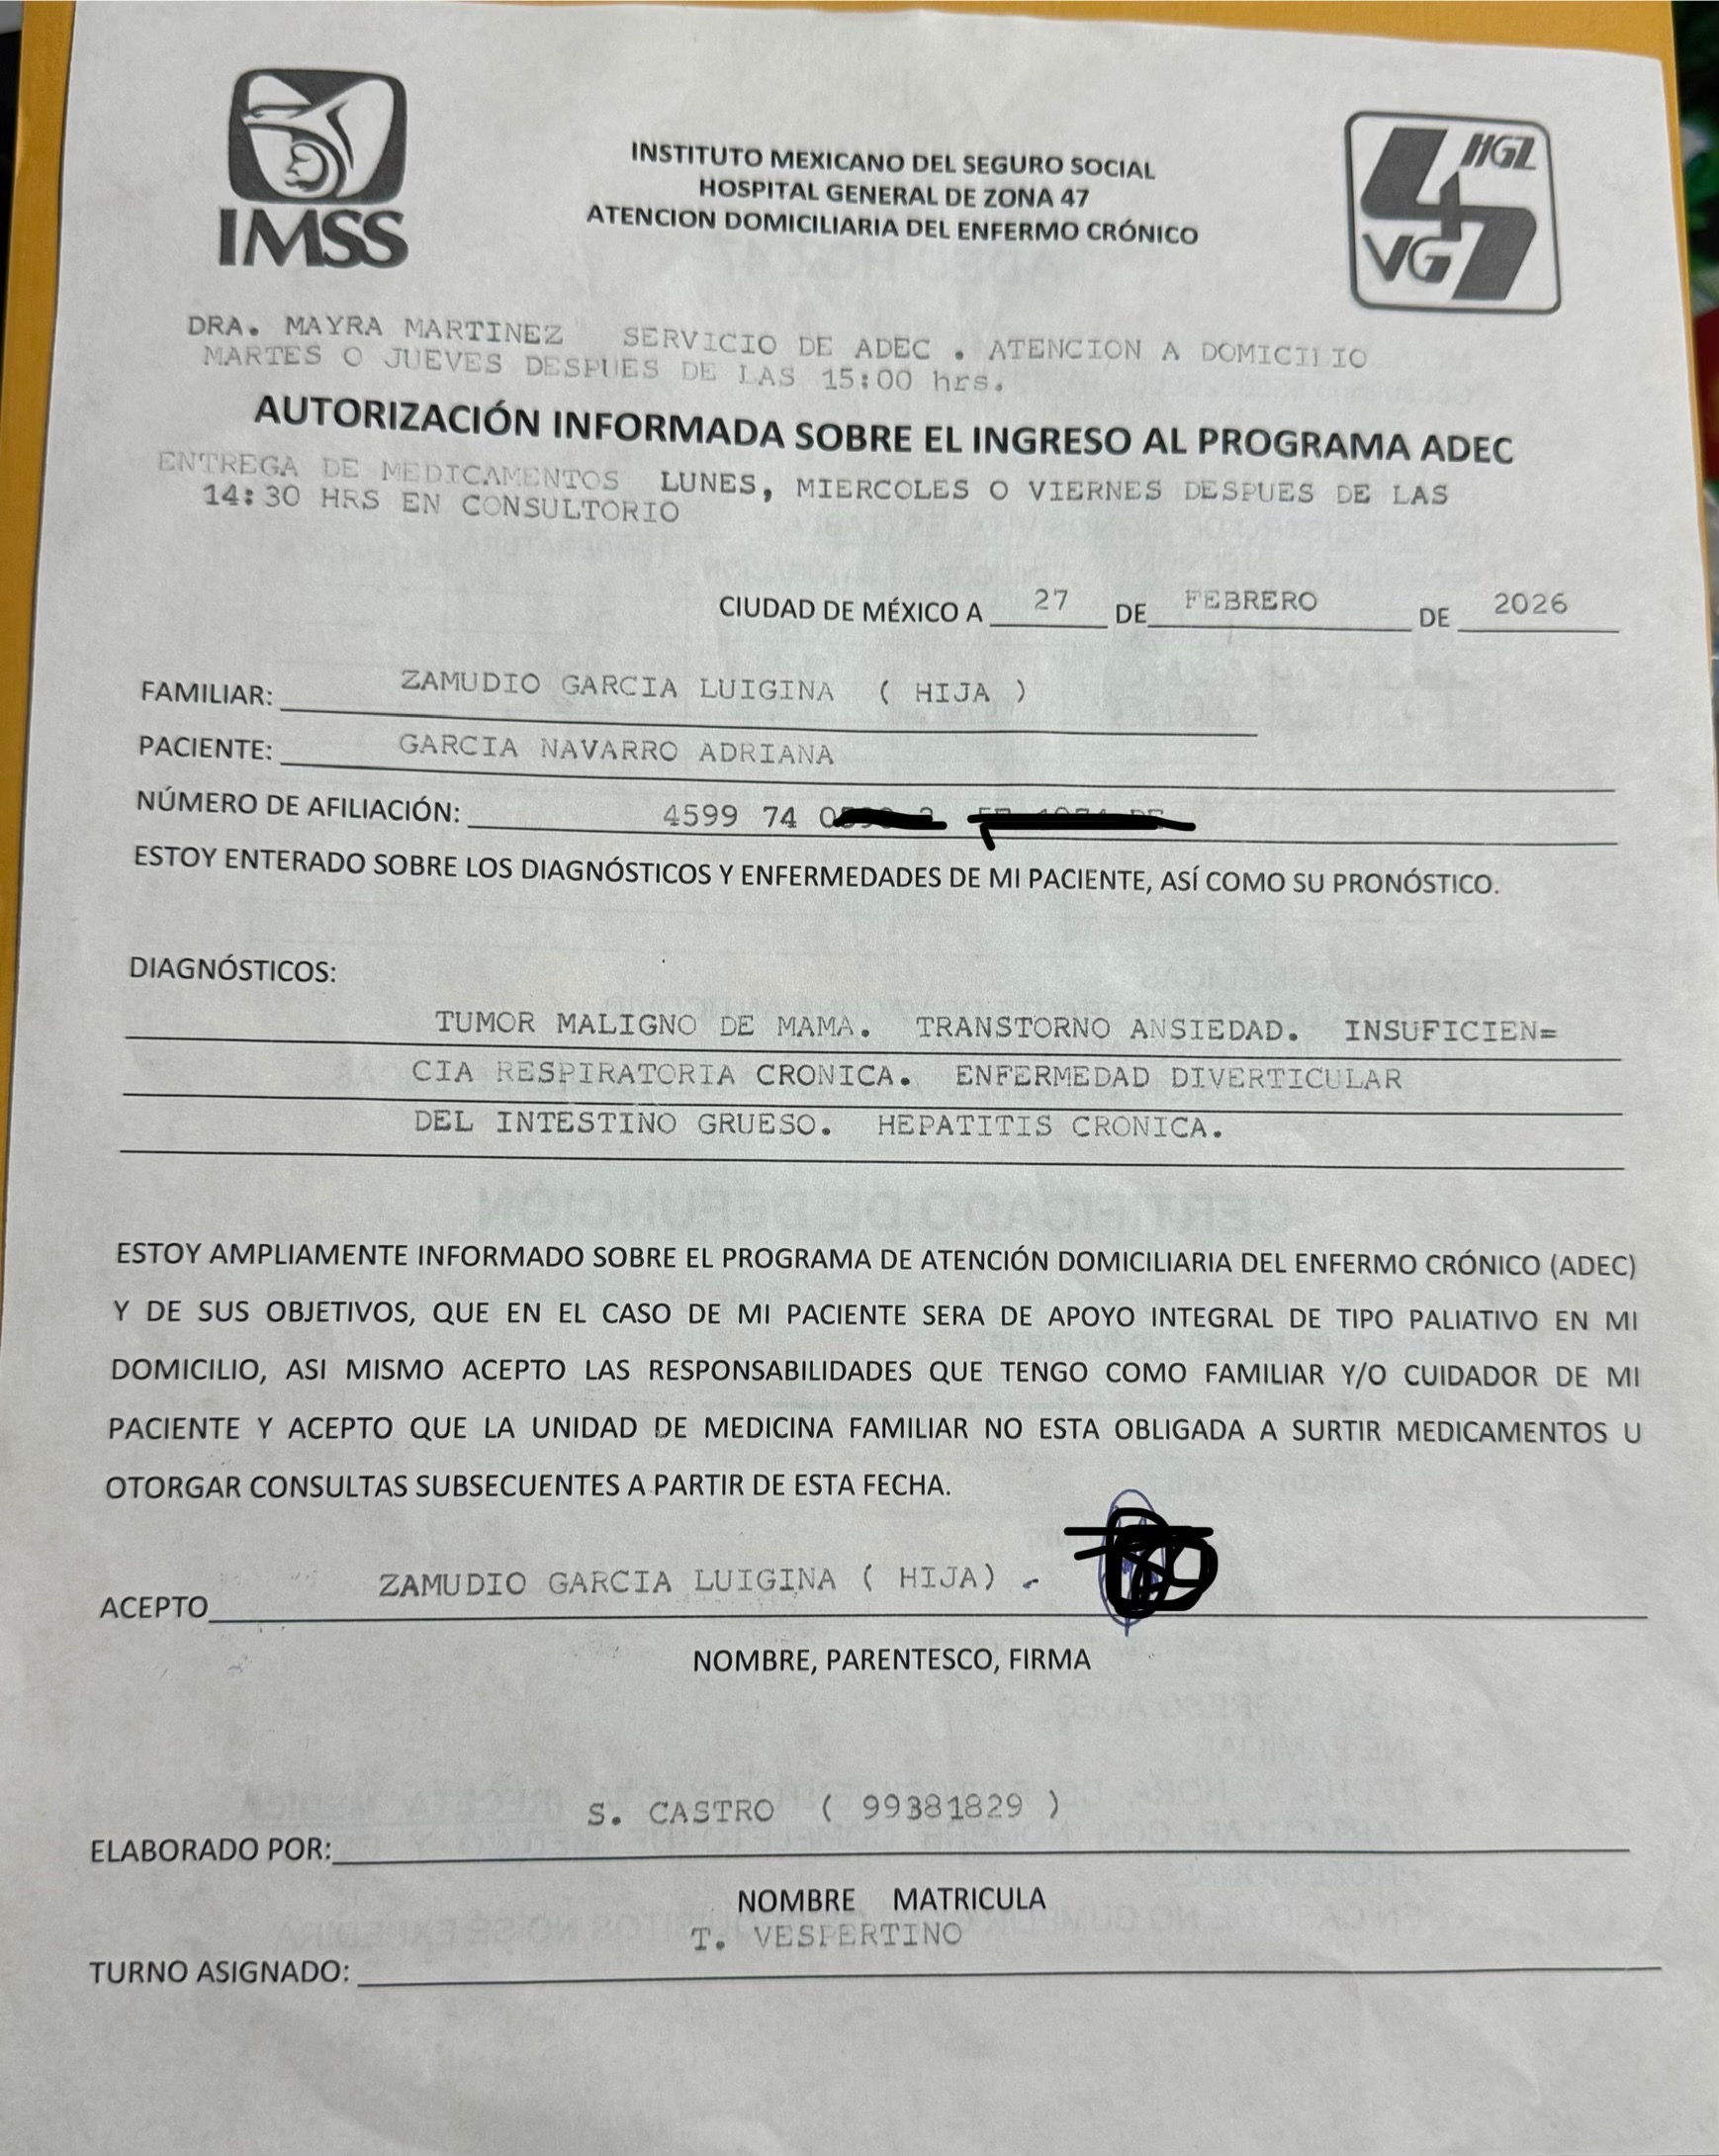 IMSS
INSTITUTO MEXICANO DEL SEGURO SOCIAL
HOSPITAL GENERAL DE ZONA 47
ATENCION DOMICILIARIA DEL ENFERMO CRÓNICO
HGZ
47
VG
DRA. MAYRA MARTINEZ SERVICIO DE ADEC . ATENCION A DOMICILIO
MARTES O JUEVES DESPUES DE LAS 15:00 hrs.
AUTORIZACIÓN INFORMADA SOBRE EL INGRESO AL PROGRAMA ADEC
ENTREGA DE MEDICAMENTOS LUNES, MIERCOLES O VIERNES DESPUES DE LAS
14:30 HRS EN CONSULTORIO
CIUDAD DE MÉXICO A 27 DE FEBRERO DE 2026
FAMILIAR: ZAMUDIO GARCIA LUIGINA ( HIJA )
PACIENTE: GARCIA NAVARRO ADRIANA
NÚMERO DE AFILIACIÓN: 4599 74
ESTOY ENTERADO SOBRE LOS DIAGNÓSTICOS Y ENFERMEDADES DE MI PACIENTE, ASÍ COMO SU PRONÓSTICO.
DIAGNÓSTICOS:
TUMOR MALIGNO DE MAMA. TRANSTORNO ANSIEDAD. INSUFICIEN=
CIA RESPIRATORIA CRONICA. ENFERMEDAD DIVERTICULAR
DEL INTESTINO GRUESO. HEPATITIS CRONICA.
CERTIFICADO DE DEFUNCIÓN
ESTOY AMPLIAMENTE INFORMADO SOBRE EL PROGRAMA DE ATENCIÓN DOMICILIARIA DEL ENFERMO CRÓNICO (ADEC)
Y DE SUS OBJETIVOS, QUE EN EL CASO DE MI PACIENTE SERA DE APOYO INTEGRAL DE TIPO PALIATIVO EN MI
DOMICILIO, ASI MISMO ACEPTO LAS RESPONSABILIDADES QUE TENGO COMO FAMILIAR Y/O CUIDADOR DE MI
PACIENTE Y ACEPTO QUE LA UNIDAD DE MEDICINA FAMILIAR NO ESTA OBLIGADA A SURTIR MEDICAMENTOS U
OTORGAR CONSULTAS SUBSECUENTES A PARTIR DE ESTA FECHA.
ACEPTO ZAMUDIO GARCIA LUIGINA ( HIJA) -
NOMBRE, PARENTESCO, FIRMA
S. CASTRO ( 99381829 )
ELABORADO POR:
NOMBRE MATRICULA
T. VESPERTINO
TURNO ASIGNADO: